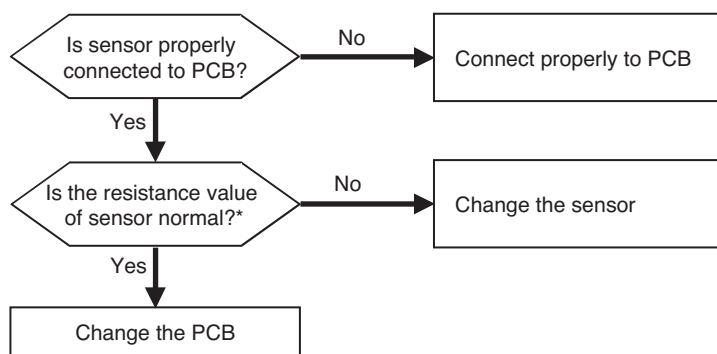 Is sensor properly
connected to PCB?
No
Connect properly to PCB
Yes
Is the resistance value
of sensor normal?*
No
Change the sensor
Yes
Change the PCB